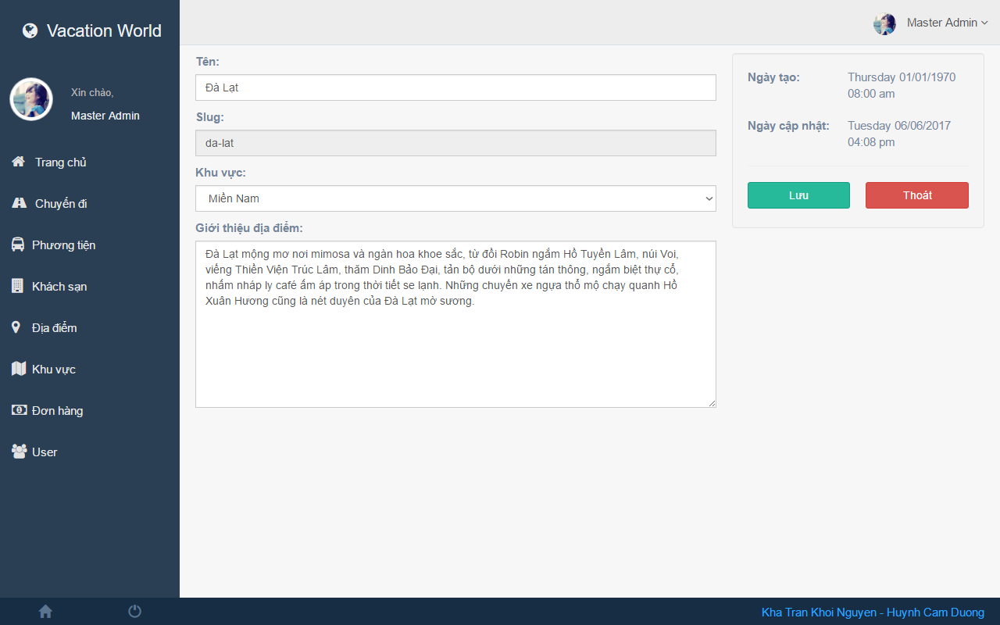 Vacation World
Master Admin
Xin chào,
Master Admin
Trang chủ
Chuyến đi
Phương tiện
Khách sạn
Địa điểm
Khu vực
Đơn hàng
User
Tên:
Đà Lạt
Slug:
da-lat
Khu vực:
Miền Nam
Giới thiệu địa điểm:
Đà Lạt mộng mơ nơi mimosa và ngàn hoa khoe sắc, từ đồi Robin ngắm Hồ Tuyền Lâm, núi Voi,
viếng Thiền Viện Trúc Lâm, thăm Dinh Bảo Đại, tản bộ dưới những tán thông, ngắm biệt thự cổ,
nhấm nháp ly café ấm áp trong thời tiết se lạnh. Những chuyến xe ngựa thổ mộ chạy quanh Hồ
Xuân Hương cũng là nét duyên của Đà Lạt mờ sương.
Ngày tạo: Thursday 01/01/1970
08:00 am
Ngày cập nhật: Tuesday 06/06/2017
04:08 pm
Lưu Thoát
Kha Tran Khoi Nguyen - Huynh Cam Duong